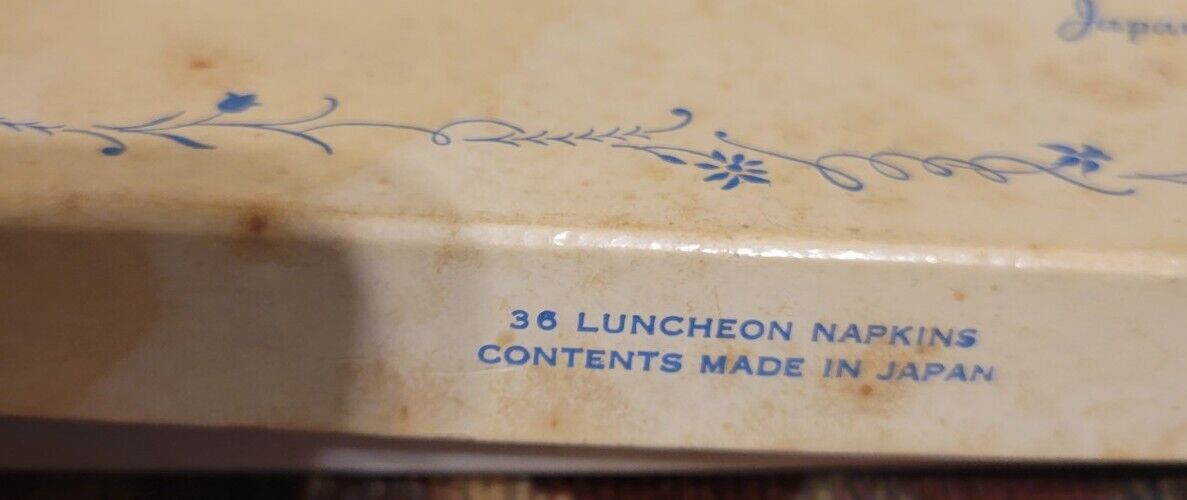 36 LUNCHEON NAPKINS
CONTENTS MADE IN JAPAN